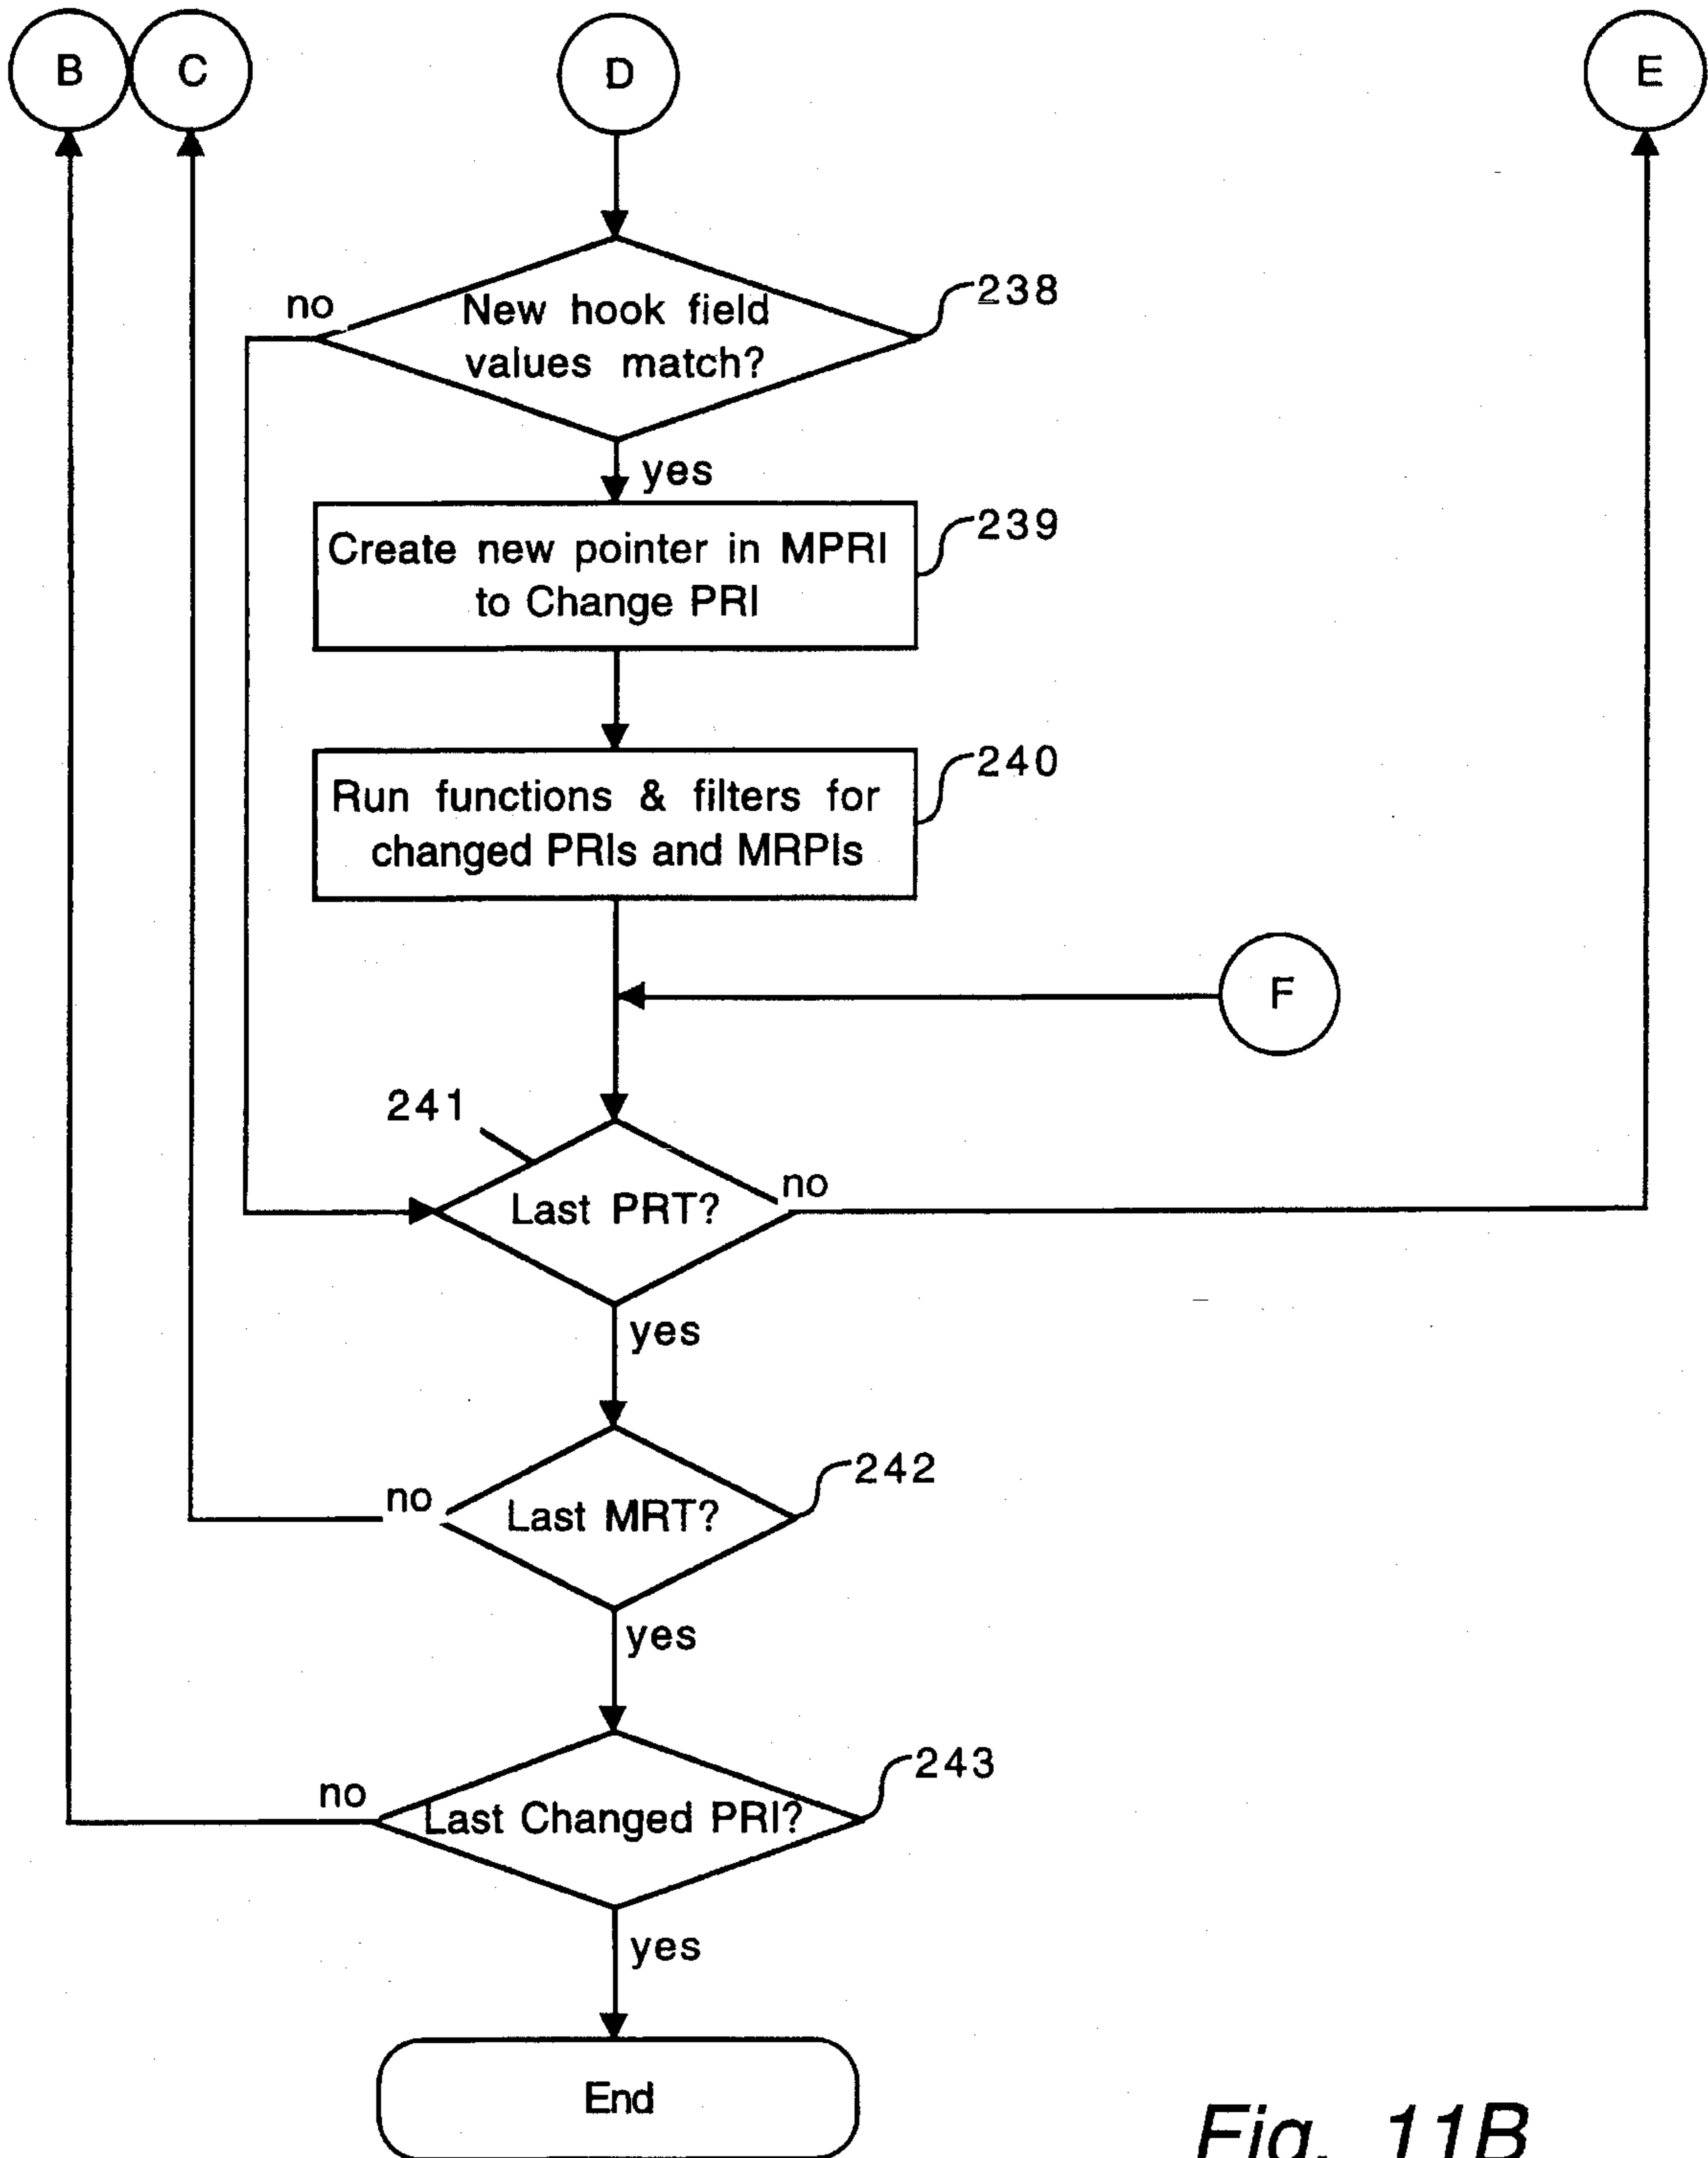 B
C
D
E
no
New hook field
values match?
238
yes
Create new pointer in MPRI
to Change PRI
239
Run functions & filters for
changed PRIs and MRPIs
240
F
241
Last PRT?
no
yes
no
Last MRT?
242
yes
no
Last Changed PRI?
243
yes
End
Fig. 11B